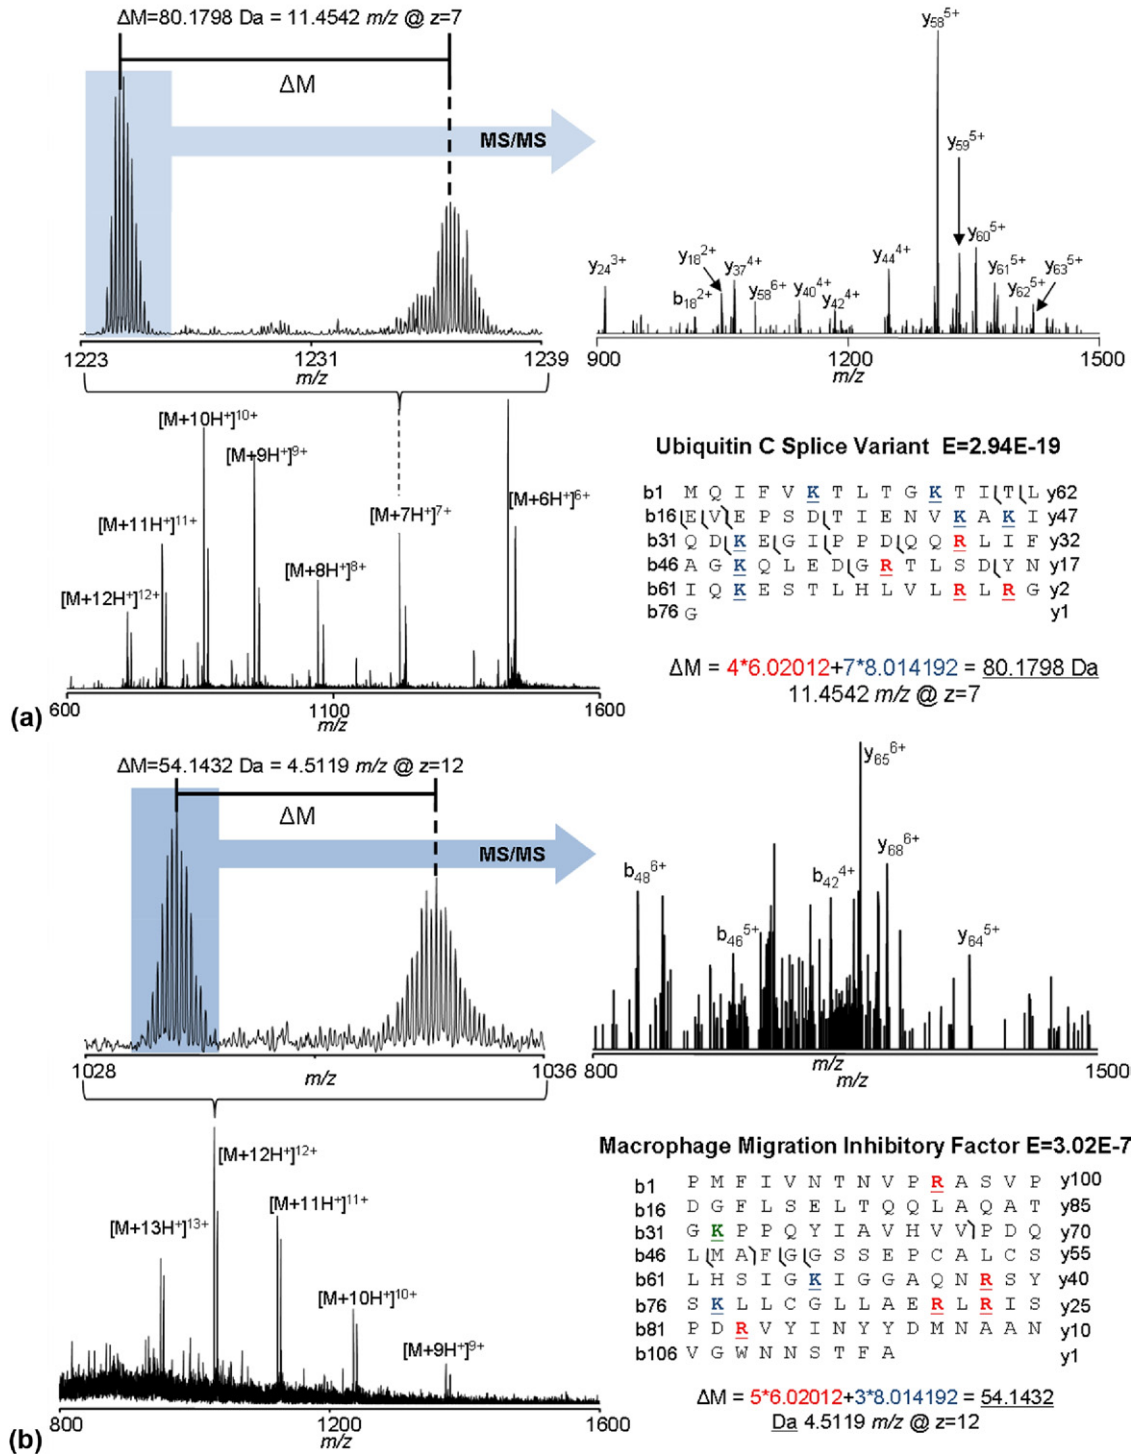 ΔM=80.1798 Da = 11.4542 m/z @ z=7
ΔM
MS/MS
1223 1231 1239
m/z
y58 5+
y59 5+
y60 5+
y44 4+
y24 3+
y18 2+
y37 4+
b18 2+
y58 6+
y40 4+
y42 4+
y61 5+
y62 5+
y63 5+
900 1200 1500
m/z
[M+10H+]10+
[M+9H+]9+
[M+11H+]11+
[M+7H+]7+
[M+6H+]6+
[M+8H+]8+
[M+12H+]12+
600 1100 1600
m/z
(a)
Ubiquitin C Splice Variant E=2.94E-19
b1 M Q I F V K T L T G K T I T L y62
b16 E V E P S D T I E N V K A K I y47
b31 Q D K E G I P P D Q Q R L I F y32
b46 A G K Q L E D G R T L S D Y N y17
b61 I Q K E S T L H L V L R L R G y2
b76 G y1
ΔM = 4*6.02012+7*8.014192 = 80.1798 Da
11.4542 m/z @ z=7
ΔM=54.1432 Da = 4.5119 m/z @ z=12
ΔM
MS/MS
1028 1036
m/z
y65 6+
y68 6+
b48 6+
b42 4+
b46 5+
y64 5+
800 1500
m/z
m/z
[M+12H+]12+
[M+11H+]11+
[M+13H+]13+
[M+10H+]10+
[M+9H+]9+
800 1200 1600
m/z
(b)
Macrophage Migration Inhibitory Factor E=3.02E-7
b1 P M F I V N T N V P R A S V P y100
b16 D G F L S E L T Q Q L A Q A T y85
b31 G K P P Q Y I A V H V V P D Q y70
b46 L M A F G G S S E P C A L C S y55
b61 L H S I G K I G G A Q N R S Y y40
b76 S K L L C G L L A E R L R I S y25
b81 P D R V Y I N Y Y D M N A A N y10
b106 V G W N N S T F A y1
ΔM = 5*6.02012+3*8.014192 = 54.1432
Da 4.5119 m/z @ z=12